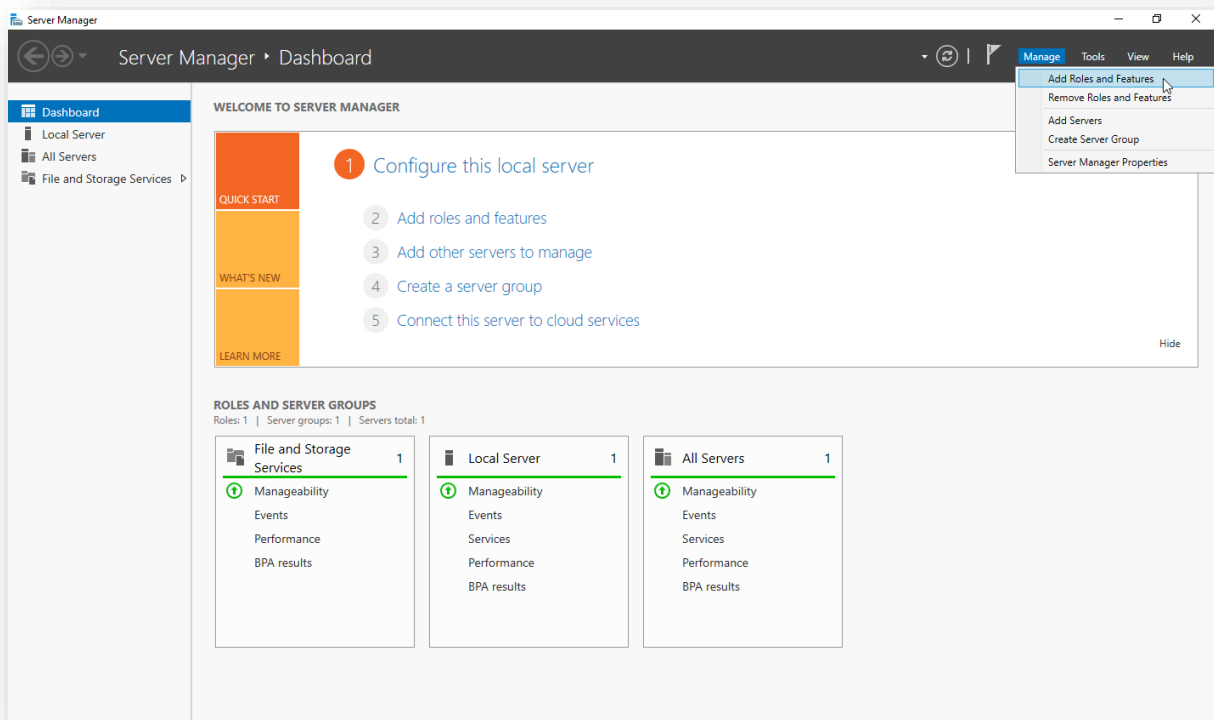 Server Manager
Server Manager ‣ Dashboard
Manage Tools View Help
Add Roles and Features
Remove Roles and Features
Add Servers
Create Server Group
Server Manager Properties
Dashboard
Local Server
All Servers
File and Storage Services
WELCOME TO SERVER MANAGER
QUICK START
WHAT'S NEW
LEARN MORE
1 Configure this local server
2 Add roles and features
3 Add other servers to manage
4 Create a server group
5 Connect this server to cloud services
Hide
ROLES AND SERVER GROUPS
Roles: 1 | Server groups: 1 | Servers total: 1
File and Storage
Services 1
Manageability
Events
Performance
BPA results
Local Server 1
Manageability
Events
Services
Performance
BPA results
All Servers 1
Manageability
Events
Services
Performance
BPA results